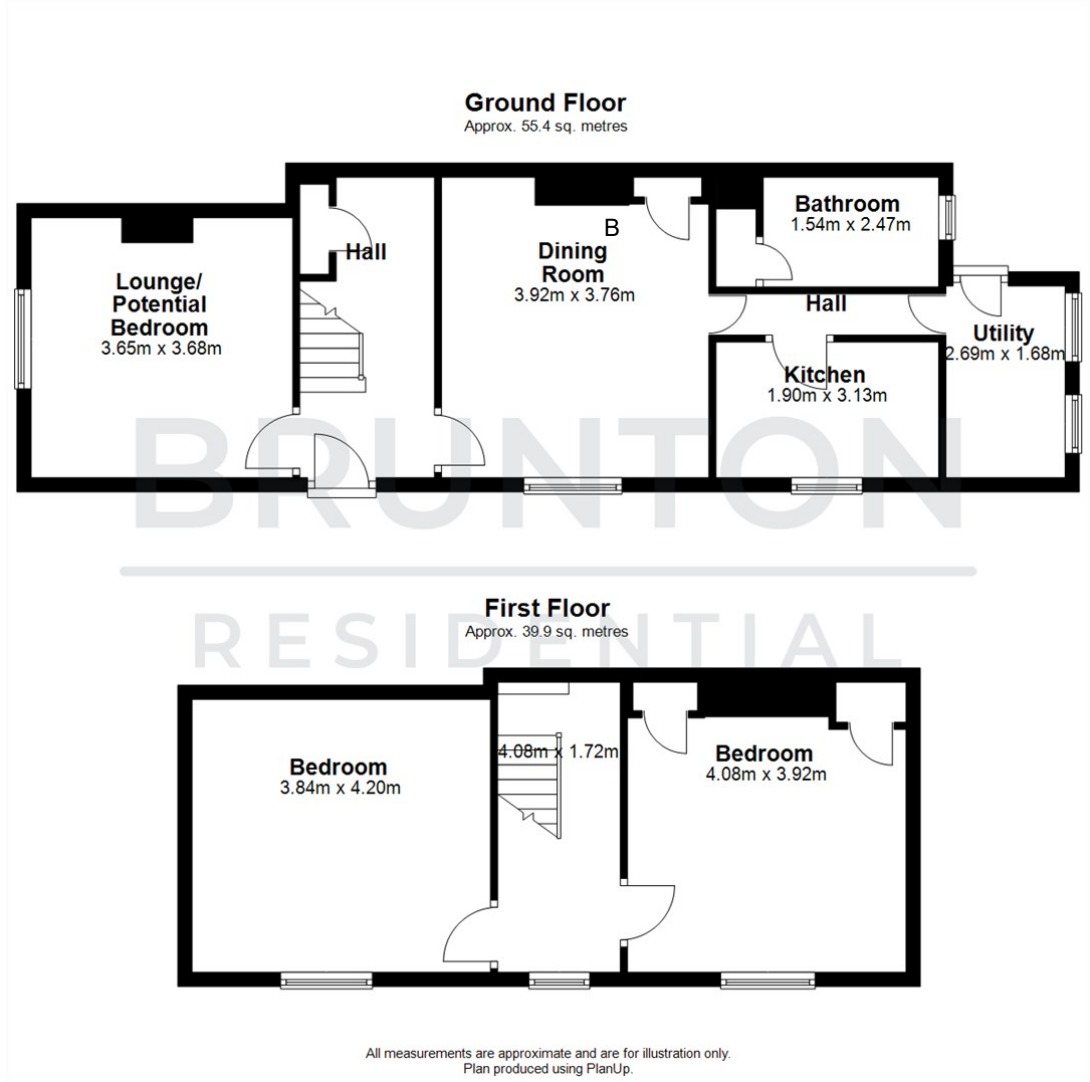 Ground Floor
Approx. 55.4 sq. metres
Bathroom
1.54m x 2.47m
B
Hall
Dining
Room
3.92m x 3.76m
Lounge/
Potential
Bedroom
3.65m x 3.68m
Hall
Utility
2.69m x 1.68m
Kitchen
1.90m x 3.13m
BRUNTON
RESIDENTIAL
First Floor
Approx. 39.9 sq. metres
4.08m x 1.72m
Bedroom
4.08m x 3.92m
Bedroom
3.84m x 4.20m
All measurements are approximate and are for illustration only.
Plan produced using PlanUp.